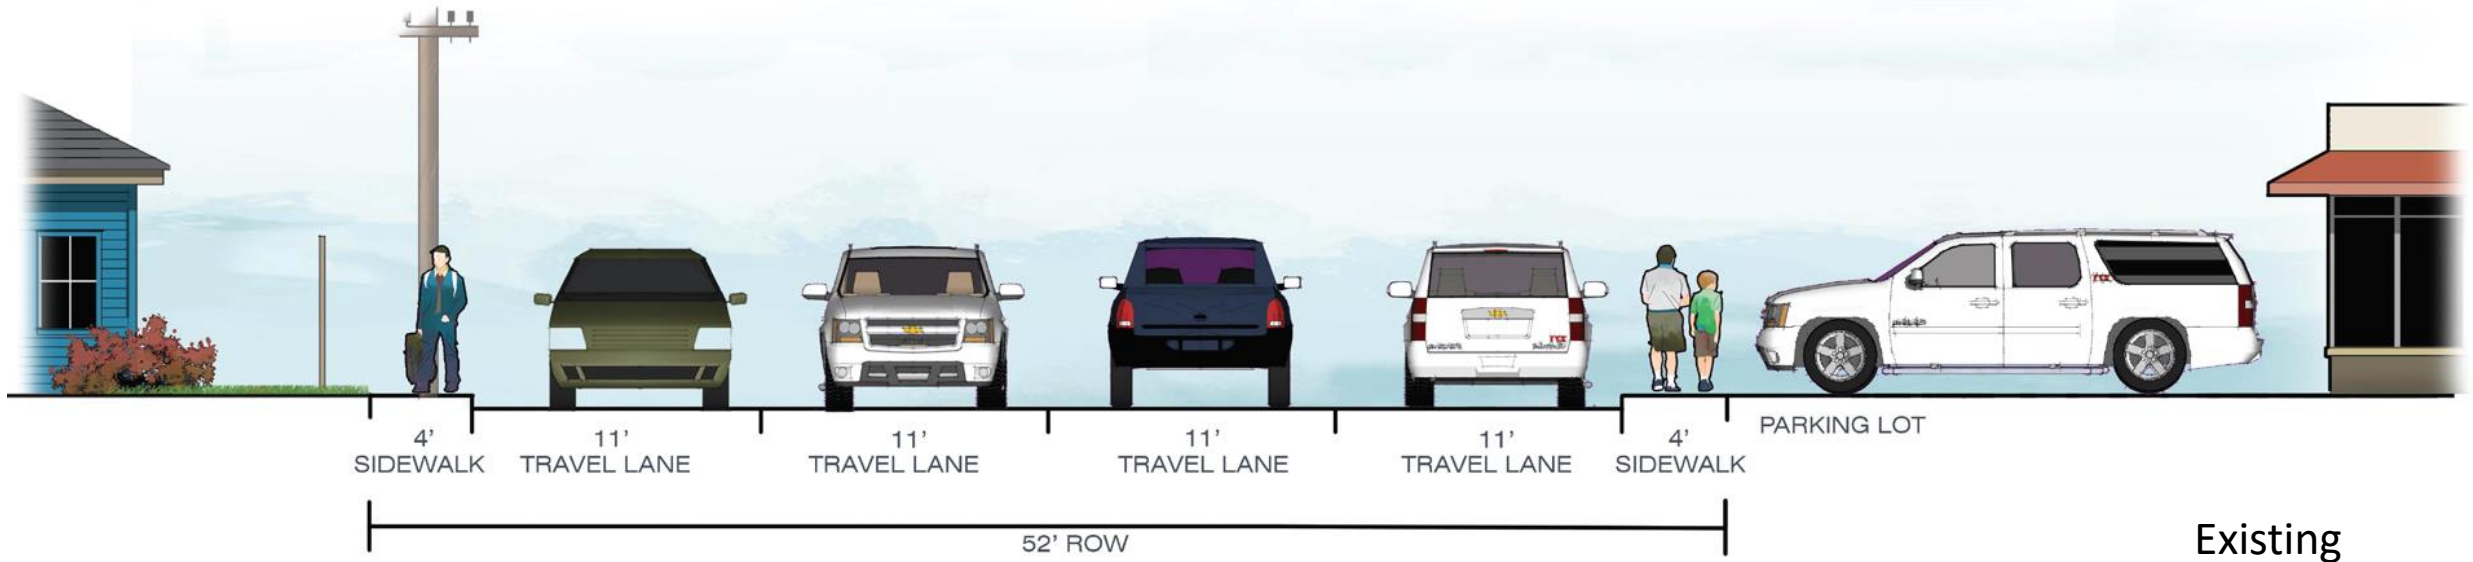 4'
SIDEWALK
11'
TRAVEL LANE
11'
TRAVEL LANE
11'
TRAVEL LANE
11'
TRAVEL LANE
4'
SIDEWALK
PARKING LOT
52' ROW
Existing